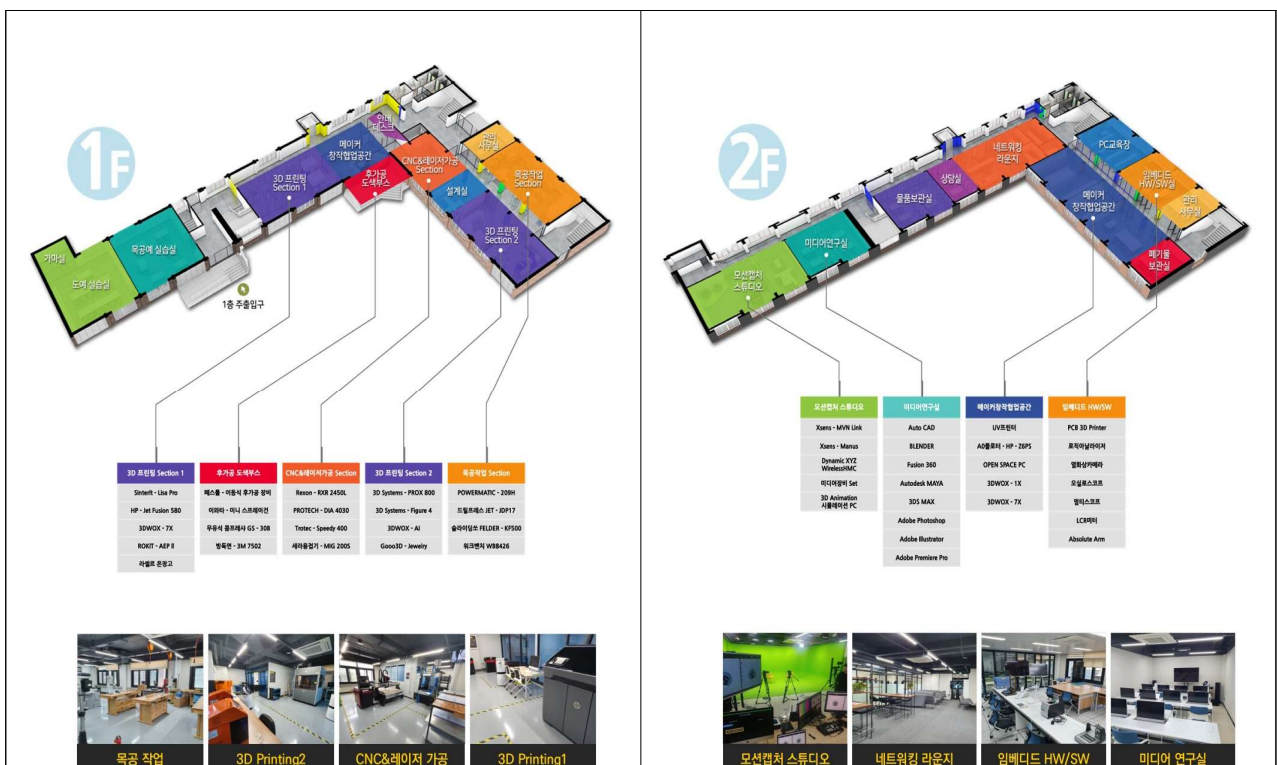 1F
안내
데스크
관리
사무실
메이커
창작협업공간
CNC&레이저가공
Section
목공작업
Section
3D 프린팅
Section 1
후가공
도색부스
설계실
3D 프린팅
Section 2
목공예 실습실
가마실
도예 실습실
1층 주출입구
3D 프린팅 Section 1
Sinterit - Lisa Pro
HP - Jet Fusion 580
3DWOX - 7X
ROKIT - AEP II
라셀르 온장고
후가공 도색부스
페스툴 - 이동식 후가공 장비
이와타 - 미니 스프레이건
무유석 콤프레샤 GS - 30B
방독면 - 3M 7502
CNC&레이저가공 Section
Rexon - RXR 2450L
PROTECH - DIA 4030
Trotec - Speedy 400
세라용접기 - MIG 200S
3D 프린팅 Section 2
3D Systems - PROX 800
3D Systems - Figure 4
3DWOX - AI
Gooo3D - Jewelry
목공작업 Section
POWERMATIC - 209H
드릴프레스 JET - JDP17
슬라이딩쏘 FELDER - KF500
워크벤치 WB8426
목공 작업
3D Printing2
CNC&레이저 가공
3D Printing1
2F
네트워킹
라운지
PC교육장
상담실
임베디드
HW/SW실
물품보관실
메이커
창작협업공간
관리
사무실
미디어연구실
폐기물
보관실
모션캡처
스튜디오
모션캡처 스튜디오
Xsens - MVN Link
Xsens - Manus
Dynamic XYZ
WirelessHMC
미디어장비 Set
3D Animation
시뮬레이션 PC
미디어연구실
Auto CAD
BLENDER
Fusion 360
Autodesk MAYA
3DS MAX
Adobe Photoshop
Adobe Illustrator
Adobe Premiere Pro
메이커창작협업공간
UV프린터
A0플로터 - HP - Z6PS
OPEN SPACE PC
3DWOX - 1X
3DWOX - 7X
임베디드 HW/SW
PCB 3D Printer
로직아날라이저
열화상카메라
오실로스코프
멀티스코프
LCR미터
Absolute Arm
모션캡처 스튜디오
네트워킹 라운지
임베디드 HW/SW
미디어 연구실